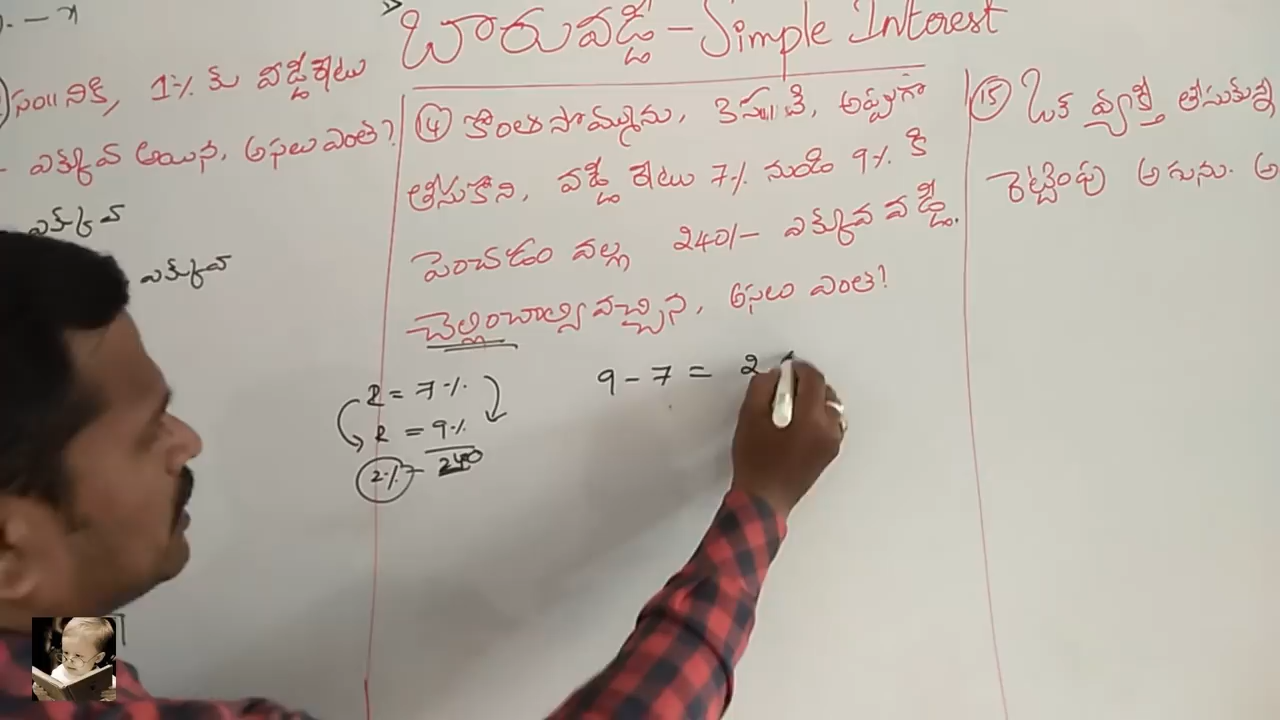 బారువడ్డీ - Simple Interest
సం॥నికి, 1% కు వడ్డీరేటు
ఎక్కువ అయిన, అసలు ఎంత?
ఎక్కువ
ఎక్కువ
⑭ కొంత సొమ్మును, 3సం॥కి, అప్పుగా
తీసుకొని, వడ్డీ రేటు 7% నుండి 9% కి
పెంచడం వల్ల 240/- ఎక్కువ వడ్డీ.
చెల్లించాల్సి వచ్చిన, అసలు ఎంత?
R = 7%
R = 9%
2% = 240
9 - 7 = 2
⑮ ఒక వ్యక్తి తీసుకున్న
రెట్టింపు అగును. అ